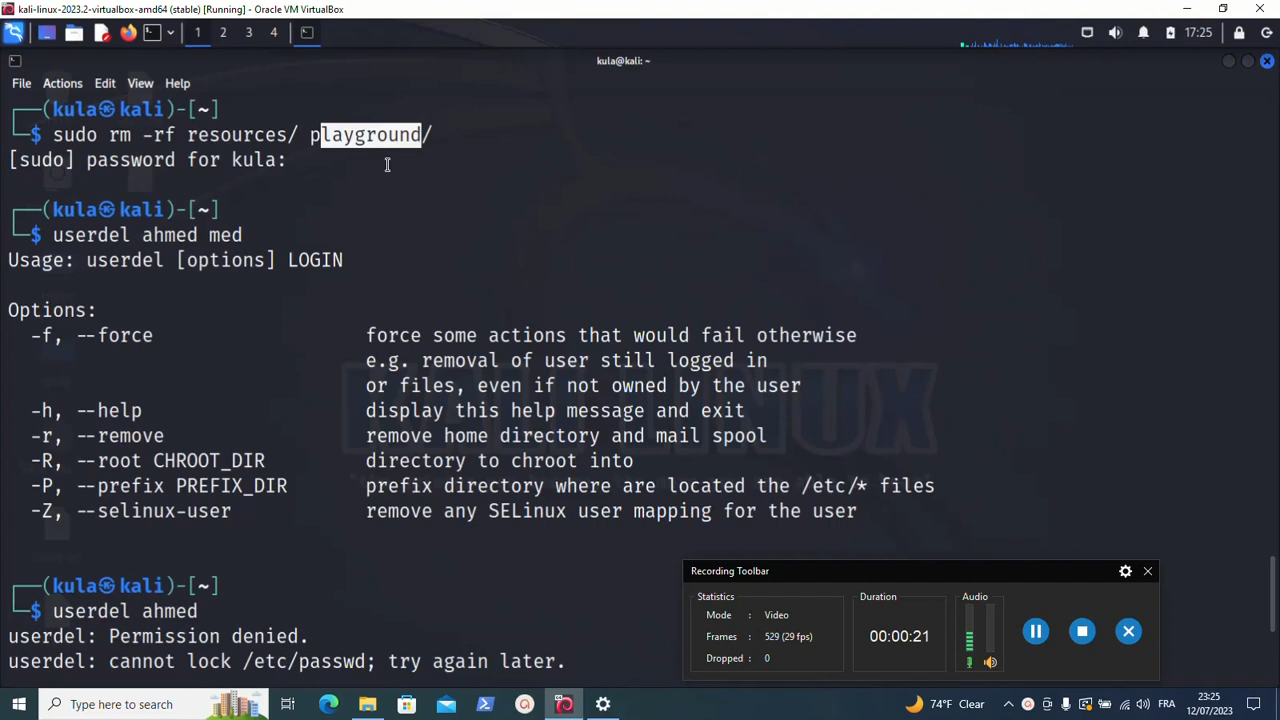 kali-linux-2023.2-virtualbox-amd64 (stable) [Running] - Oracle VM VirtualBox
1 2 3 4
17:25
kula@kali: ~
File Actions Edit View Help
┌──(kula㉿kali)-[~]
└─$ sudo rm -rf resources/ playground/
[sudo] password for kula:
┌──(kula㉿kali)-[~]
└─$ userdel ahmed med
Usage: userdel [options] LOGIN
Options:
-f, --force force some actions that would fail otherwise
e.g. removal of user still logged in
or files, even if not owned by the user
-h, --help display this help message and exit
-r, --remove remove home directory and mail spool
-R, --root CHROOT_DIR directory to chroot into
-P, --prefix PREFIX_DIR prefix directory where are located the /etc/* files
-Z, --selinux-user remove any SELinux user mapping for the user
┌──(kula㉿kali)-[~]
└─$ userdel ahmed
userdel: Permission denied.
userdel: cannot lock /etc/passwd; try again later.
KALI LINUX
Recording Toolbar
Statistics
Mode : Video
Frames : 529 (29 fps)
Dropped : 0
Duration
00:00:21
Audio
Type here to search
74°F Clear
FRA
23:25
12/07/2023